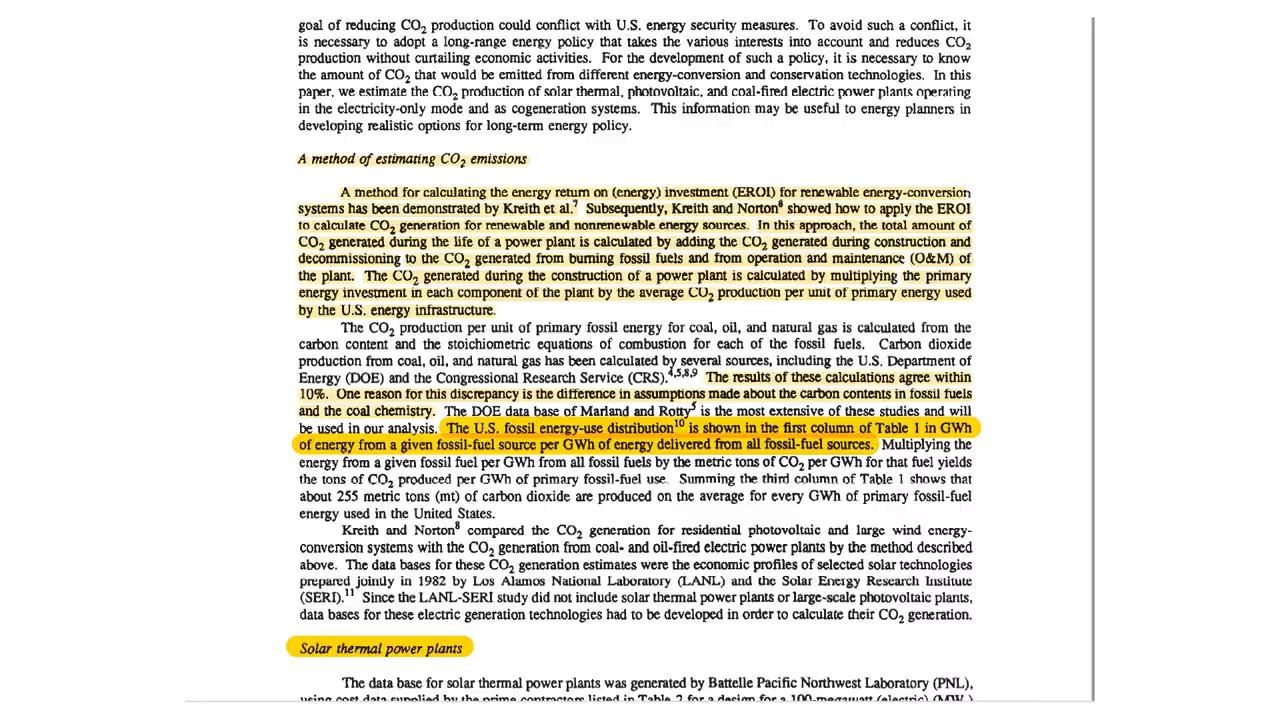 goal of reducing CO₂ production could conflict with U.S. energy security measures. To avoid such a conflict, it
is necessary to adopt a long-range energy policy that takes the various interests into account and reduces CO₂
production without curtailing economic activities. For the development of such a policy, it is necessary to know
the amount of CO₂ that would be emitted from different energy-conversion and conservation technologies. In this
paper, we estimate the CO₂ production of solar thermal, photovoltaic, and coal-fired electric power plants operating
in the electricity-only mode and as cogeneration systems. This information may be useful to energy planners in
developing realistic options for long-term energy policy.
A method of estimating CO₂ emissions
A method for calculating the energy return on (energy) investment (EROI) for renewable energy-conversion
systems has been demonstrated by Kreith et al.⁷ Subsequently, Kreith and Norton⁸ showed how to apply the EROI
to calculate CO₂ generation for renewable and nonrenewable energy sources. In this approach, the total amount of
CO₂ generated during the life of a power plant is calculated by adding the CO₂ generated during construction and
decommissioning to the CO₂ generated from burning fossil fuels and from operation and maintenance (O&M) of
the plant. The CO₂ generated during the construction of a power plant is calculated by multiplying the primary
energy investment in each component of the plant by the average CO₂ production per unit of primary energy used
by the U.S. energy infrastructure.
The CO₂ production per unit of primary fossil energy for coal, oil, and natural gas is calculated from the
carbon content and the stoichiometric equations of combustion for each of the fossil fuels. Carbon dioxide
production from coal, oil, and natural gas has been calculated by several sources, including the U.S. Department of
Energy (DOE) and the Congressional Research Service (CRS).⁴,⁵,⁸,⁹ The results of these calculations agree within
10%. One reason for this discrepancy is the difference in assumptions made about the carbon contents in fossil fuels
and the coal chemistry. The DOE data base of Marland and Rotty⁵ is the most extensive of these studies and will
be used in our analysis. The U.S. fossil energy-use distribution¹⁰ is shown in the first column of Table 1 in GWh
of energy from a given fossil-fuel source per GWh of energy delivered from all fossil-fuel sources. Multiplying the
energy from a given fossil fuel per GWh from all fossil fuels by the metric tons of CO₂ per GWh for that fuel yields
the tons of CO₂ produced per GWh of primary fossil-fuel use. Summing the third column of Table 1 shows that
about 255 metric tons (mt) of carbon dioxide are produced on the average for every GWh of primary fossil-fuel
energy used in the United States.
Kreith and Norton⁸ compared the CO₂ generation for residential photovoltaic and large wind energy-
conversion systems with the CO₂ generation from coal- and oil-fired electric power plants by the method described
above. The data bases for these CO₂ generation estimates were the economic profiles of selected solar technologies
prepared jointly in 1982 by Los Alamos National Laboratory (LANL) and the Solar Energy Research Institute
(SERI).¹¹ Since the LANL-SERI study did not include solar thermal power plants or large-scale photovoltaic plants,
data bases for these electric generation technologies had to be developed in order to calculate their CO₂ generation.
Solar thermal power plants
The data base for solar thermal power plants was generated by Battelle Pacific Northwest Laboratory (PNL),
using cost data supplied by the prime contractors listed in Table 2 for a design for a 100-megawatt (electric) (MW